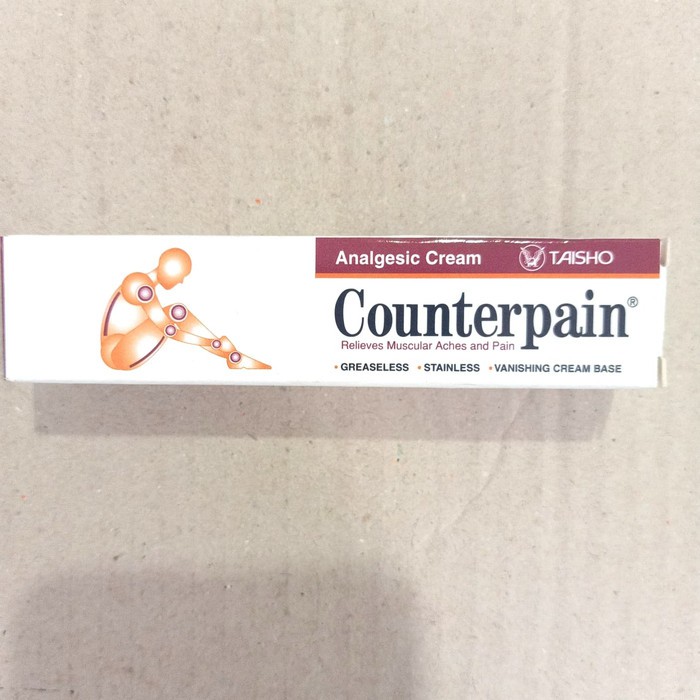 Analgesic Cream TAISHO
Counterpain®
Relieves Muscular Aches and Pain
• GREASELESS • STAINLESS • VANISHING CREAM BASE